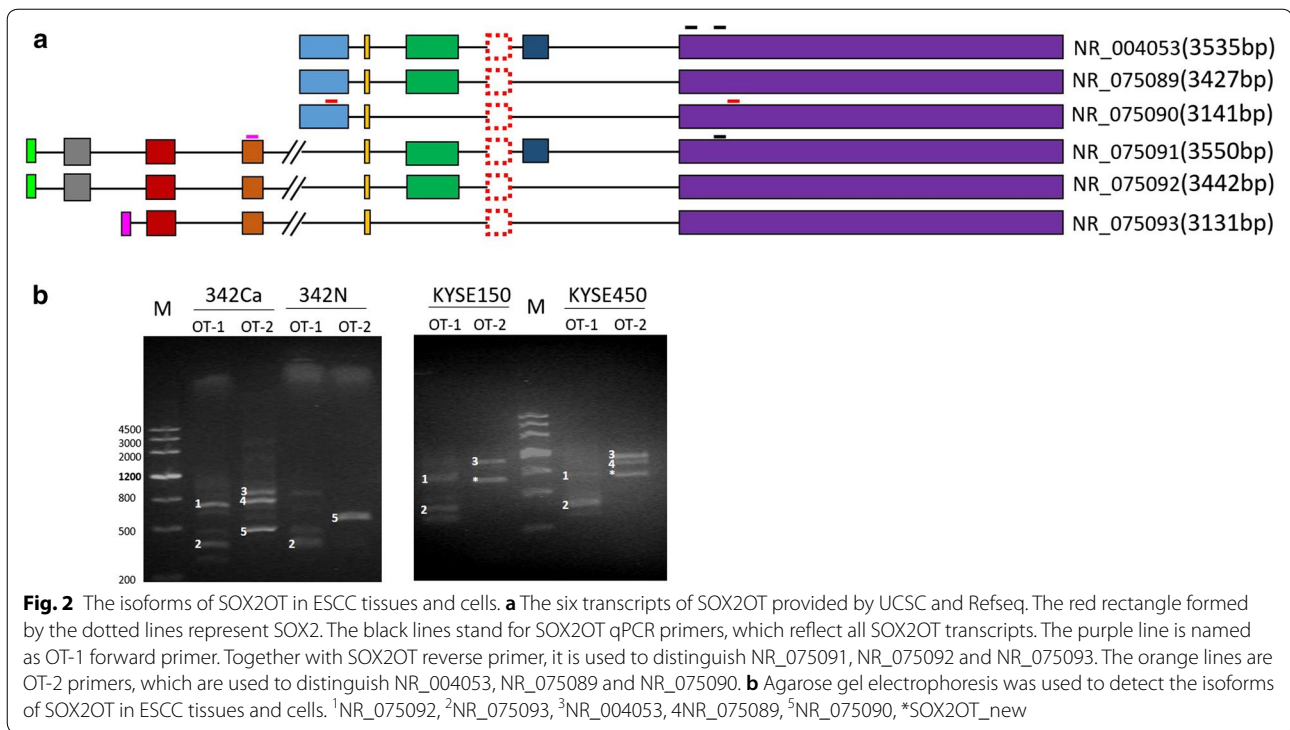 a
NR_004053(3535bp)
NR_075089(3427bp)
NR_075090(3141bp)
NR_075091(3550bp)
NR_075092(3442bp)
NR_075093(3131bp)
b
M 342Ca 342N
OT-1 OT-2 OT-1 OT-2
4500
3000
2000
1200
800
500
200
1 3
4
2 5 2 5
KYSE150 M KYSE450
OT-1 OT-2 OT-1 OT-2
1 3 1 3
4
2 * 2 *
Fig. 2 The isoforms of SOX2OT in ESCC tissues and cells. a The six transcripts of SOX2OT provided by UCSC and Refseq. The red rectangle formed
by the dotted lines represent SOX2. The black lines stand for SOX2OT qPCR primers, which reflect all SOX2OT transcripts. The purple line is named
as OT-1 forward primer. Together with SOX2OT reverse primer, it is used to distinguish NR_075091, NR_075092 and NR_075093. The orange lines are
OT-2 primers, which are used to distinguish NR_004053, NR_075089 and NR_075090. b Agarose gel electrophoresis was used to detect the isoforms
of SOX2OT in ESCC tissues and cells. ¹NR_075092, ²NR_075093, ³NR_004053, 4NR_075089, ⁵NR_075090, *SOX2OT_new